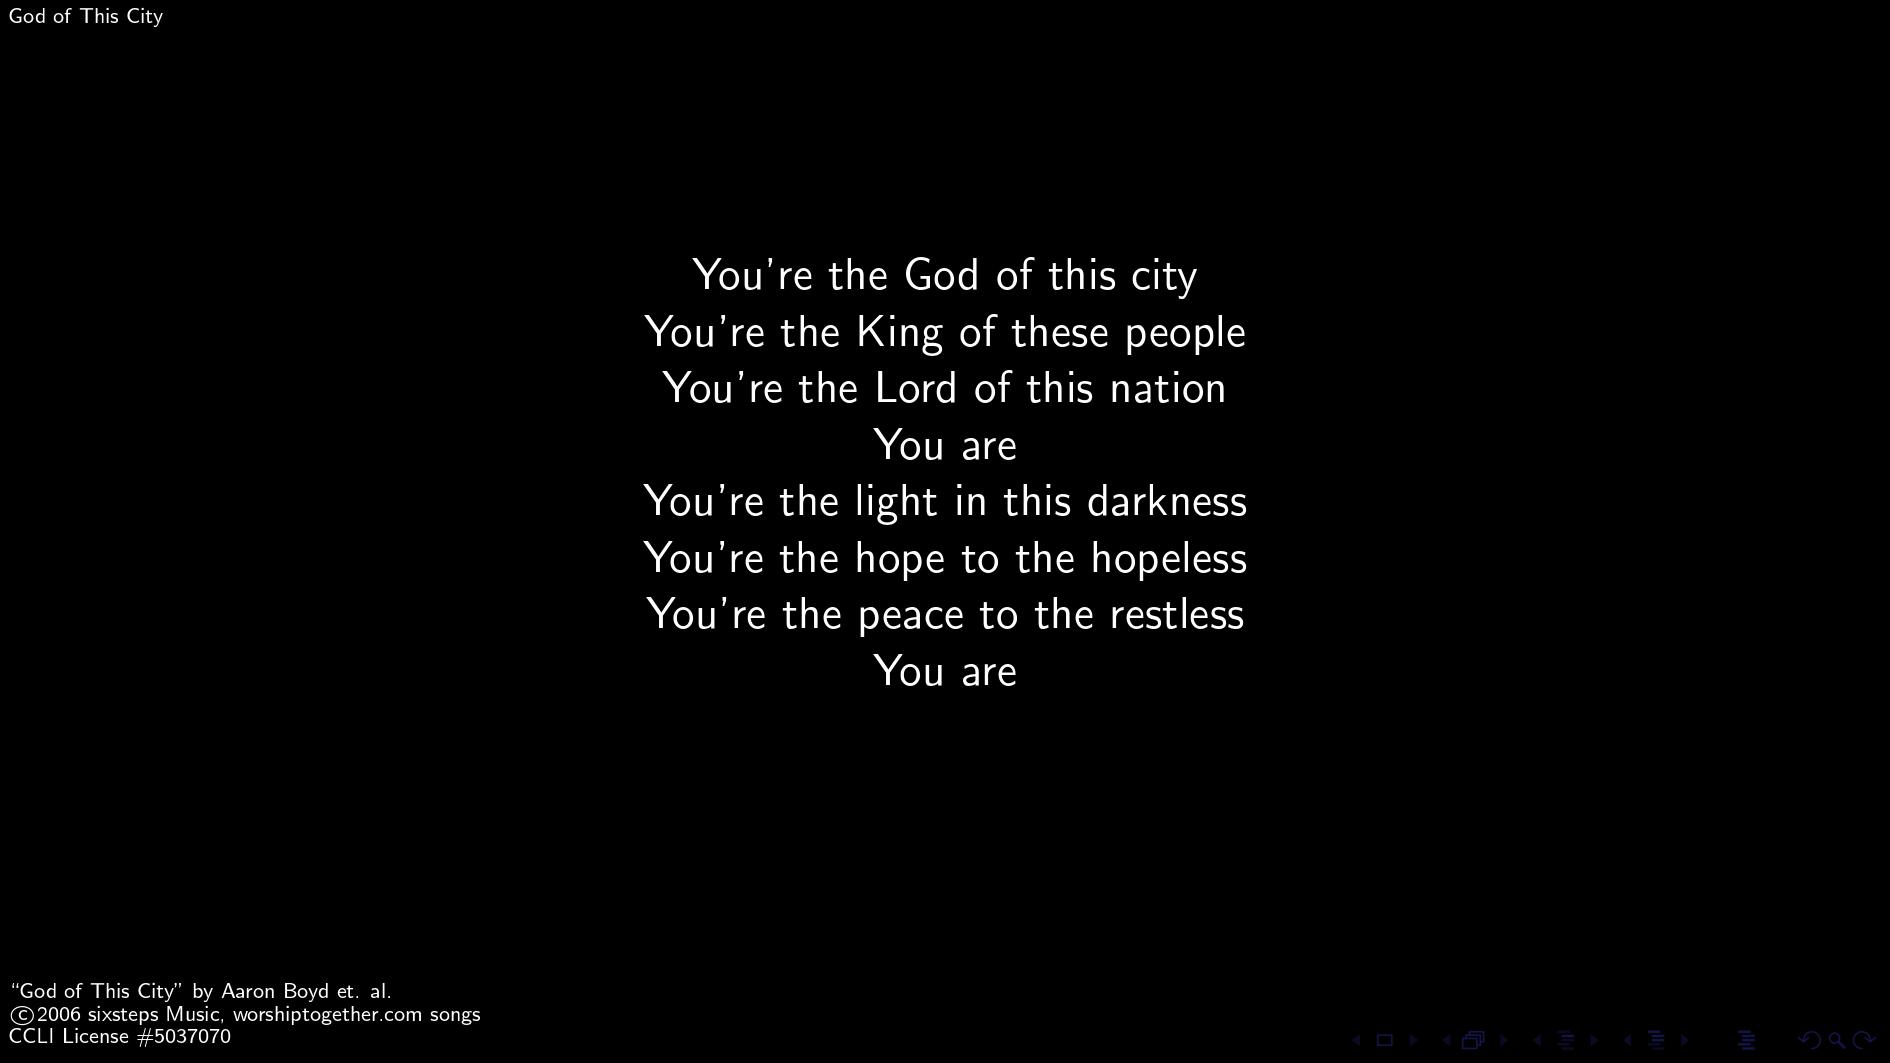 God of This City
You're the God of this city
You're the King of these people
You're the Lord of this nation
You are
You're the light in this darkness
You're the hope to the hopeless
You're the peace to the restless
You are
“God of This City” by Aaron Boyd et. al.
©2006 sixsteps Music, worshiptogether.com songs
CCLI License #5037070